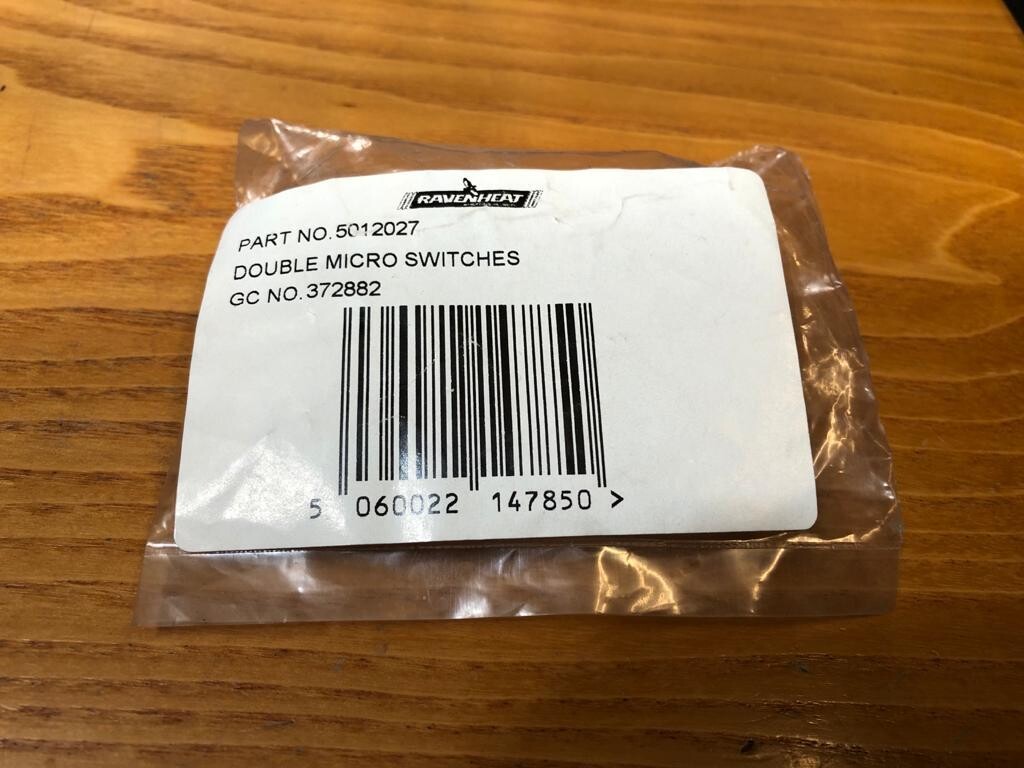 RAVENHEAT
PART NO. 5012027
DOUBLE MICRO SWITCHES
GC NO. 372882
5 060022 147850 >